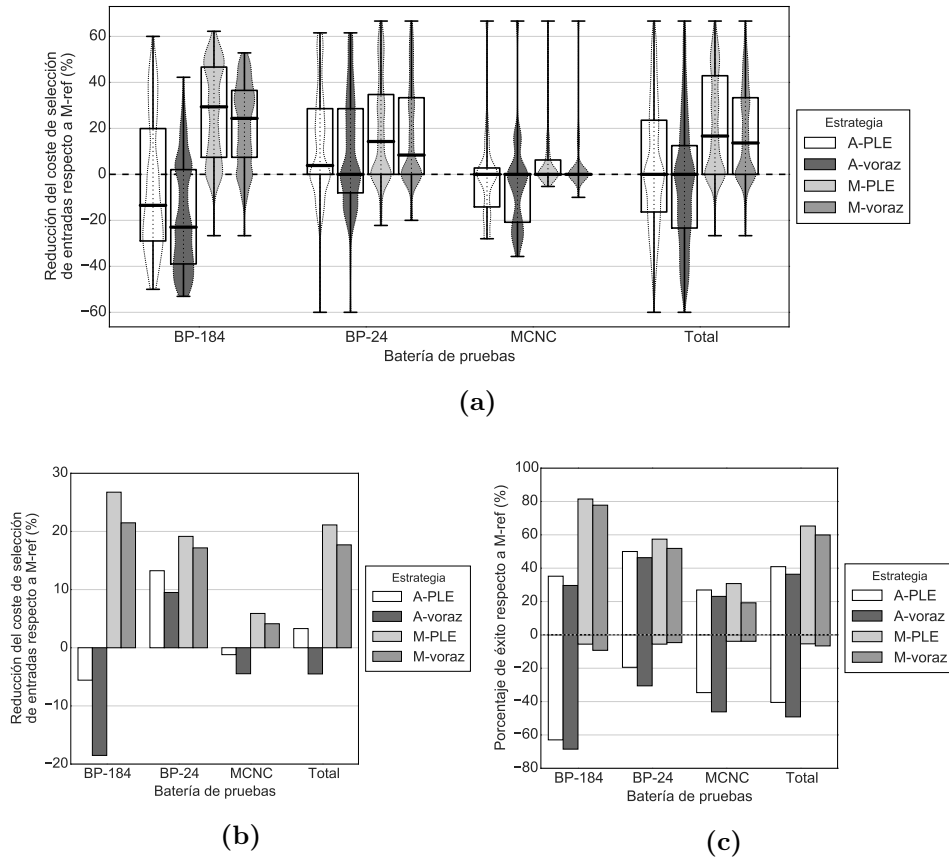 Reducción del coste de selección
de entradas respecto a M-ref (%)
60
40
20
0
−20
−40
−60
BP-184
BP-24
MCNC
Total
Batería de pruebas
Estrategia
A-PLE
A-voraz
M-PLE
M-voraz
(a)
Reducción del coste de selección
de entradas respecto a M-ref (%)
30
20
10
0
−10
−20
BP-184
BP-24
MCNC
Total
Batería de pruebas
Estrategia
A-PLE
A-voraz
M-PLE
M-voraz
(b)
Porcentaje de éxito respecto a M-ref (%)
100
80
60
40
20
0
−20
−40
−60
−80
BP-184
BP-24
MCNC
Total
Batería de pruebas
Estrategia
A-PLE
A-voraz
M-PLE
M-voraz
(c)